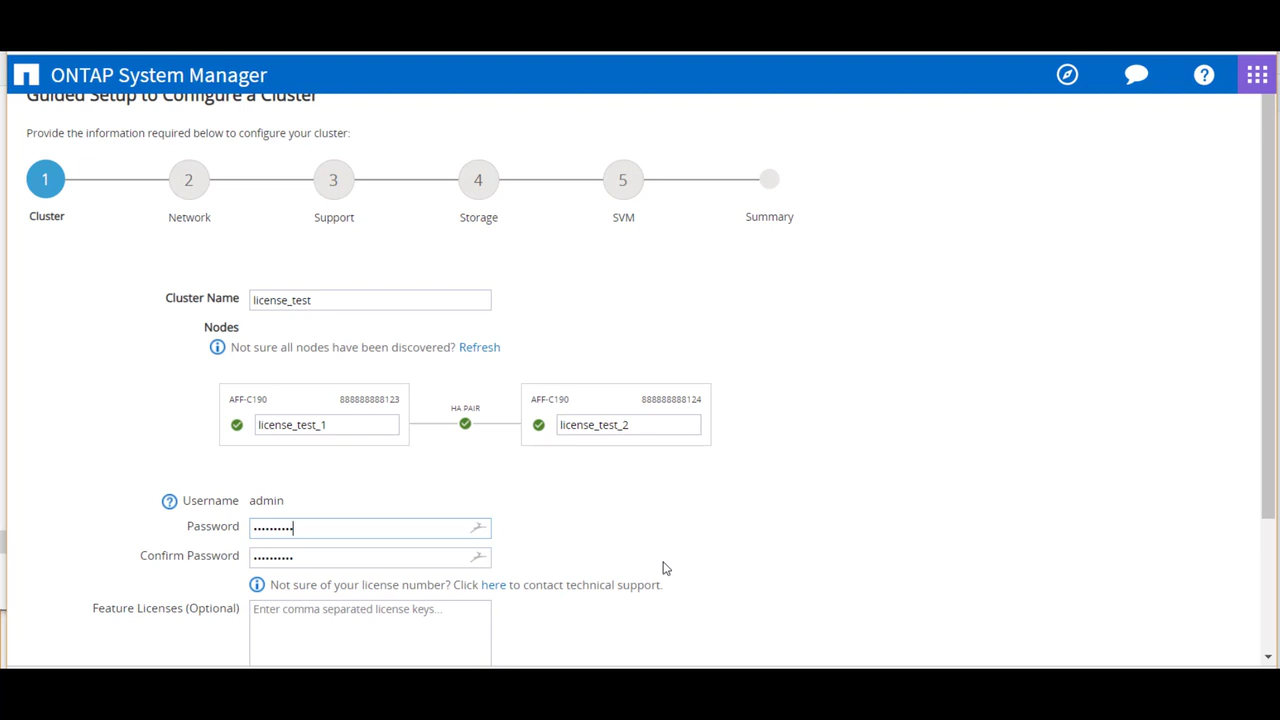 ONTAP System Manager
Guided Setup to Configure a Cluster
Provide the information required below to configure your cluster:
1 2 3 4 5
Cluster Network Support Storage SVM Summary
Cluster Name license_test
Nodes
Not sure all nodes have been discovered? Refresh
AFF-C190 888888888123 AFF-C190 888888888124
HA PAIR
license_test_1 license_test_2
Username admin
Password ••••••••••
Confirm Password ••••••••••
Not sure of your license number? Click here to contact technical support.
Feature Licenses (Optional) Enter comma separated license keys...